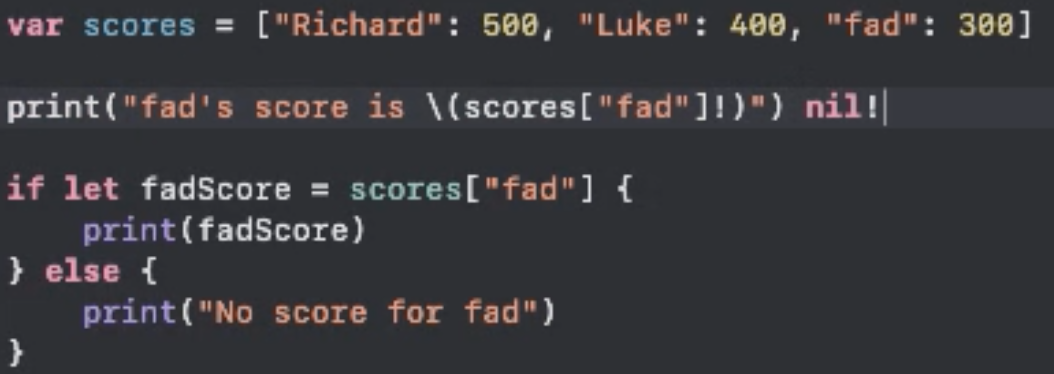 var scores = ["Richard": 500, "Luke": 400, "fad": 300]
print("fad's score is \(scores["fad"]!)") nil!
if let fadScore = scores["fad"] {
    print(fadScore)
} else {
    print("No score for fad")
}